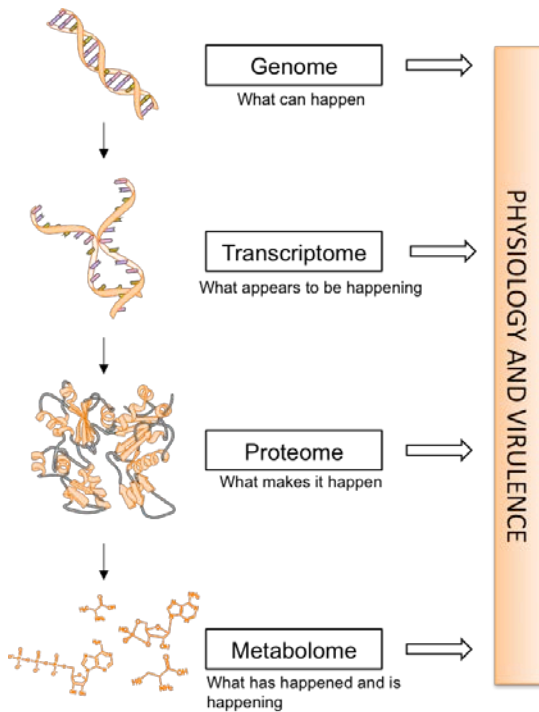 Genome
What can happen
Transcriptome
What appears to be happening
Proteome
What makes it happen
Metabolome
What has happened and is
happening
PHYSIOLOGY AND VIRULENCE